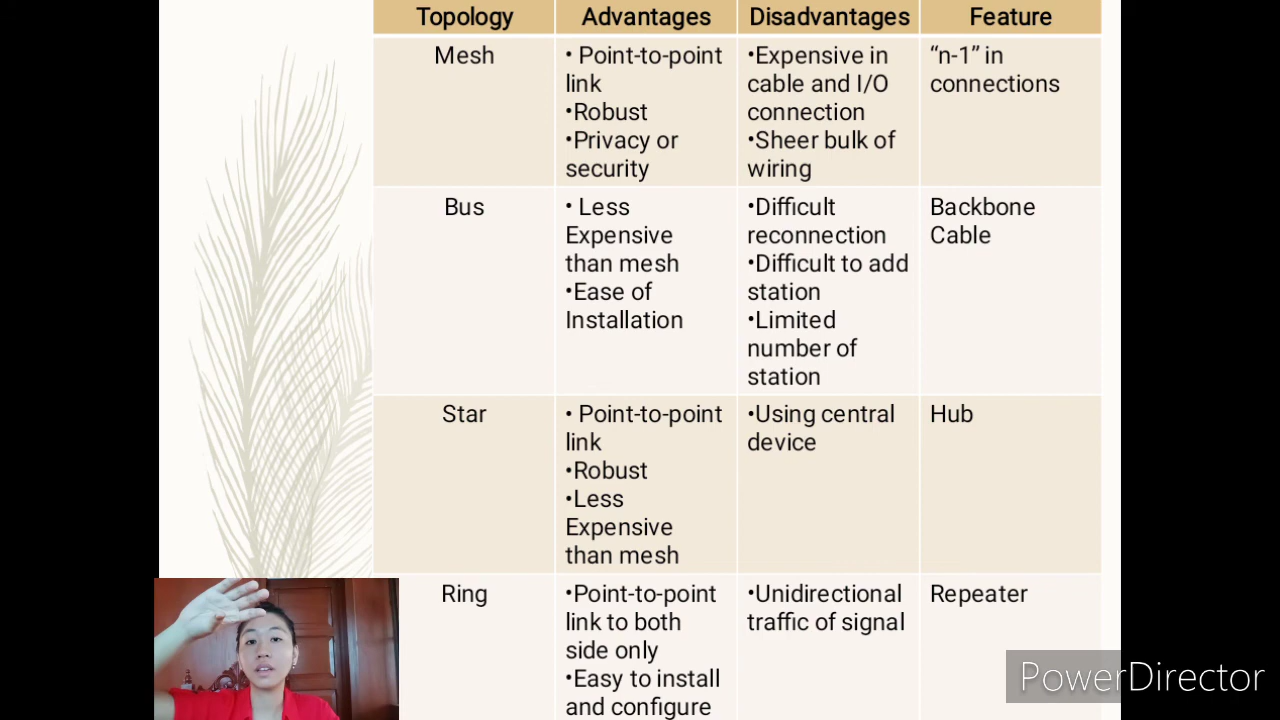 Topology Advantages Disadvantages Feature
Mesh
• Point-to-point
link
•Robust
•Privacy or
security
•Expensive in
cable and I/O
connection
•Sheer bulk of
wiring
“n-1” in
connections
Bus
• Less
Expensive
than mesh
•Ease of
Installation
•Difficult
reconnection
•Difficult to add
station
•Limited
number of
station
Backbone
Cable
Star
• Point-to-point
link
•Robust
•Less
Expensive
than mesh
•Using central
device
Hub
Ring
•Point-to-point
link to both
side only
•Easy to install
and configure
•Unidirectional
traffic of signal
Repeater
PowerDirector